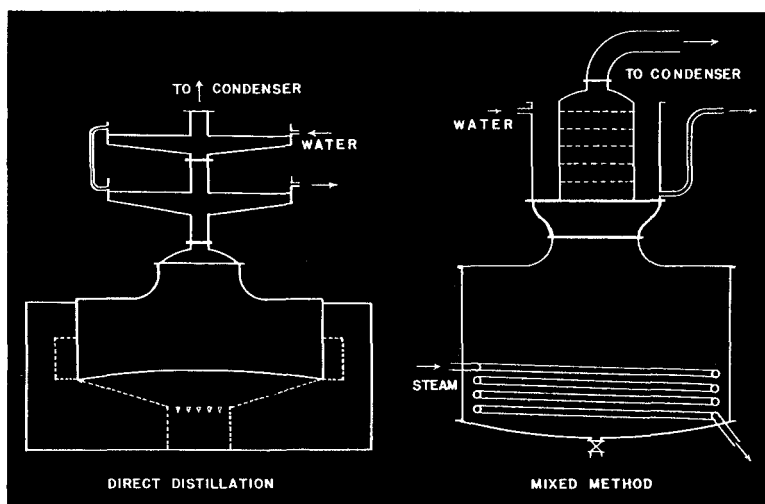 TO CONDENSER
WATER
DIRECT DISTILLATION
TO CONDENSER
WATER
STEAM
MIXED METHOD